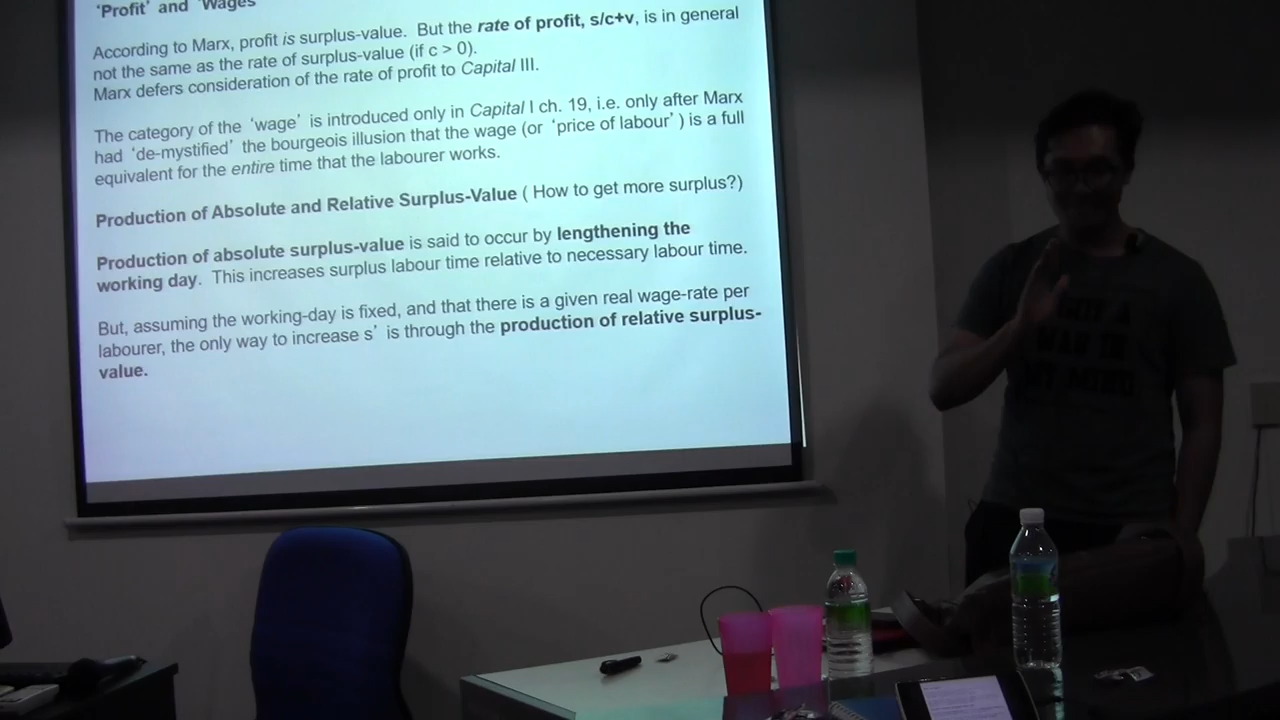 'Profit' and 'Wages'
According to Marx, profit is surplus-value. But the rate of profit, s/c+v, is in general
not the same as the rate of surplus-value (if c > 0).
Marx defers consideration of the rate of profit to Capital III.
The category of the 'wage' is introduced only in Capital I ch. 19, i.e. only after Marx
had 'de-mystified' the bourgeois illusion that the wage (or 'price of labour' ) is a full
equivalent for the entire time that the labourer works.
Production of Absolute and Relative Surplus-Value ( How to get more surplus?)
Production of absolute surplus-value is said to occur by lengthening the
working day. This increases surplus labour time relative to necessary labour time.
But, assuming the working-day is fixed, and that there is a given real wage-rate per
labourer, the only way to increase s' is through the production of relative surplus-
value.